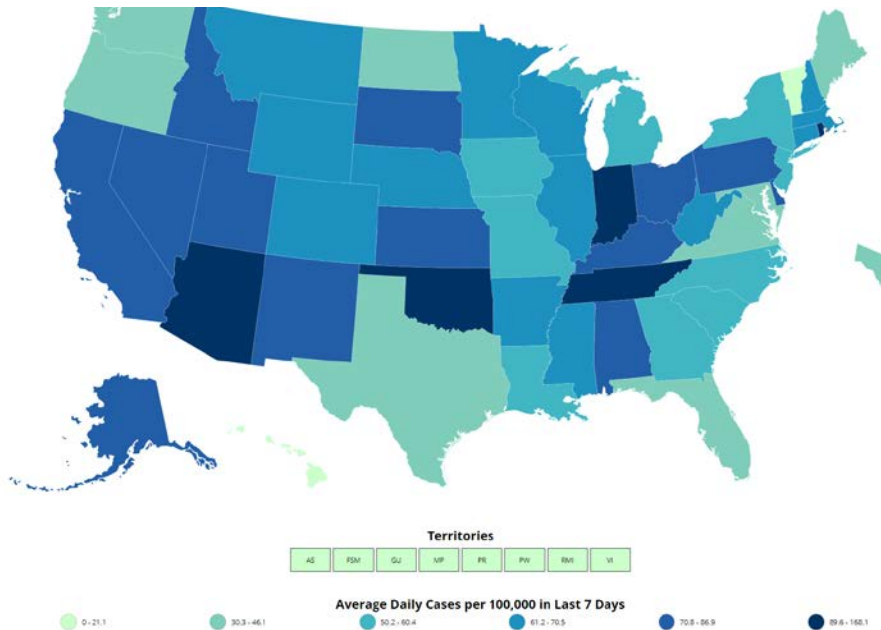 Territories
AS FSM GU MP PR PW RMI VI
Average Daily Cases per 100,000 in Last 7 Days
0 - 21.1 30.3 - 46.1 50.2 - 60.4 61.2 - 70.5 70.8 - 86.9 89.6 - 168.1